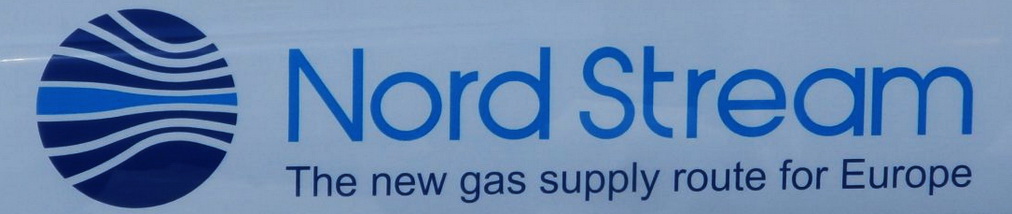 Nord Stream
The new gas supply route for Europe